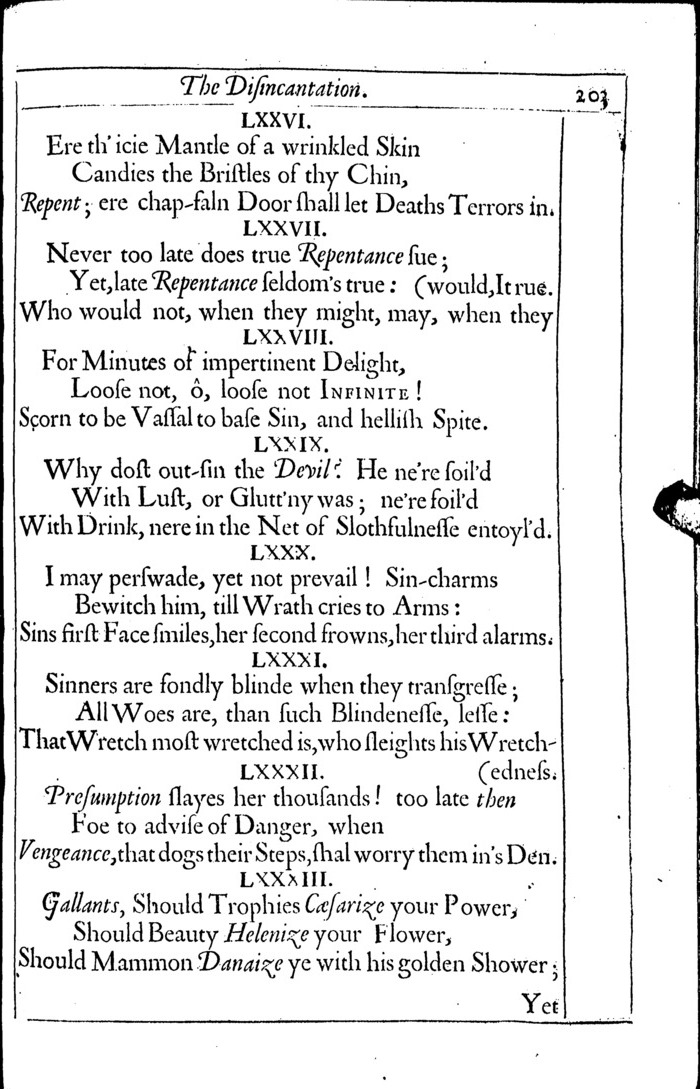 The Diſincantation. 203
LXXVI.
Ere th' icie Mantle of a wrinkled Skin
Candies the Briſtles of thy Chin,
Repent; ere chap-faln Door ſhall let Deaths Terrors in.
LXXVII.
Never too late does true Repentance ſue;
Yet, late Repentance ſeldom's true: (would, It rue.
Who would not, when they might, may, when they
LXXVIII.
For Minutes of impertinent Delight,
Looſe not, ô, looſe not INFINITE!
Scorn to be Vaſſal to baſe Sin, and helliſh Spite.
LXXIX.
Why doſt out-ſin the Devil? He ne're ſoil'd
With Luſt, or Glutt'ny was; ne're foil'd
With Drink, nere in the Net of Slothfulneſſe entoyl'd.
LXXX.
I may perſwade, yet not prevail! Sin-charms
Bewitch him, till Wrath cries to Arms:
Sins firſt Face ſmiles, her ſecond frowns, her third alarms.
LXXXI.
Sinners are fondly blinde when they tranſgreſſe;
All Woes are, than ſuch Blindeneſſe, leſſe:
That Wretch moſt wretched is, who ſleights his Wretch-
LXXXII. (edneſs.
Preſumption ſlayes her thouſands! too late then
Foe to adviſe of Danger, when
Vengeance, that dogs their Steps, ſhal worry them in's Den.
LXXXIII.
Gallants, Should Trophies Cæſarize your Power,
Should Beauty Helenize your Flower,
Should Mammon Danaize ye with his golden Shower;
Yet